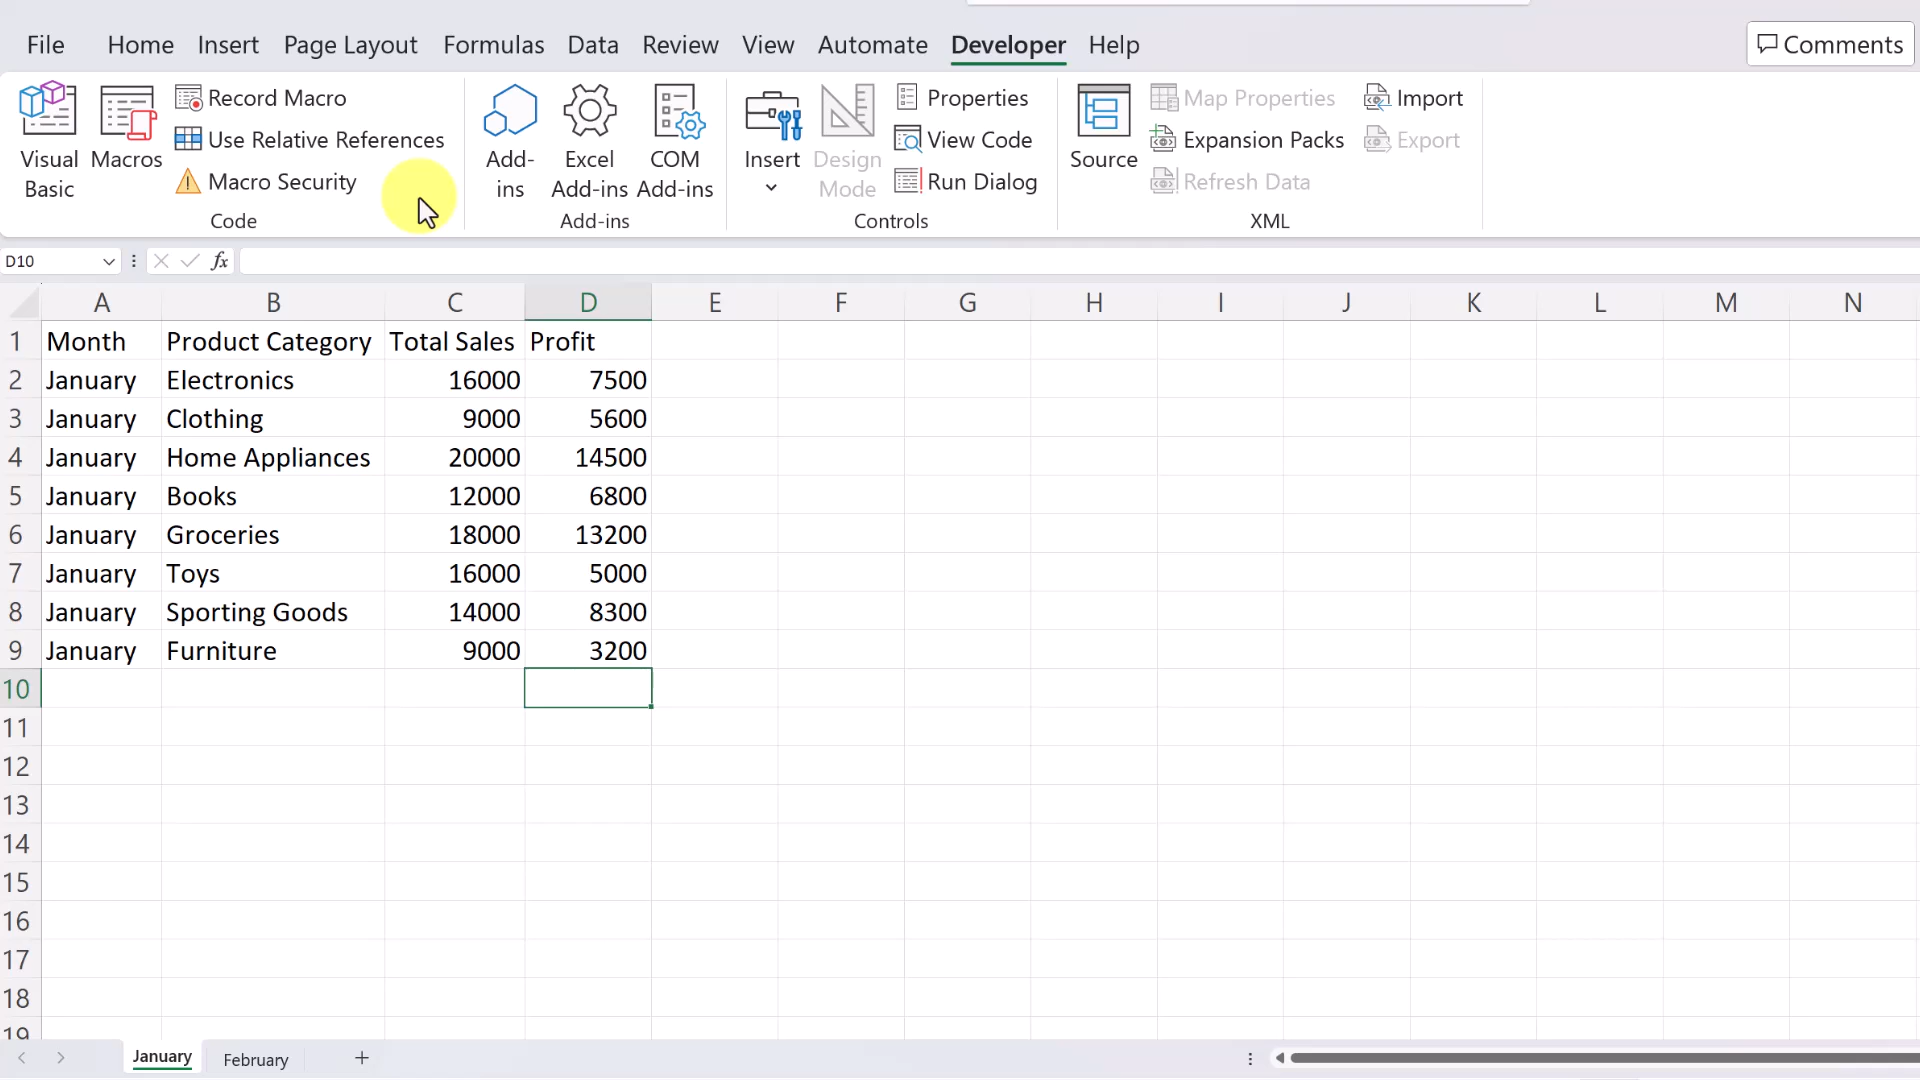 File Home Insert Page Layout Formulas Data Review View Automate Developer Help Comments
Visual Basic
Macros
Record Macro
Use Relative References
Macro Security
Code
Add-ins
Excel Add-ins
COM Add-ins
Add-ins
Insert
Design Mode
Properties
View Code
Run Dialog
Controls
Source
Map Properties
Expansion Packs
Refresh Data
Import
Export
XML
D10 fx
A B C D E F G H I J K L M N
1 Month Product Category Total Sales Profit
2 January Electronics 16000 7500
3 January Clothing 9000 5600
4 January Home Appliances 20000 14500
5 January Books 12000 6800
6 January Groceries 18000 13200
7 January Toys 16000 5000
8 January Sporting Goods 14000 8300
9 January Furniture 9000 3200
10
11
12
13
14
15
16
17
18
19
January February